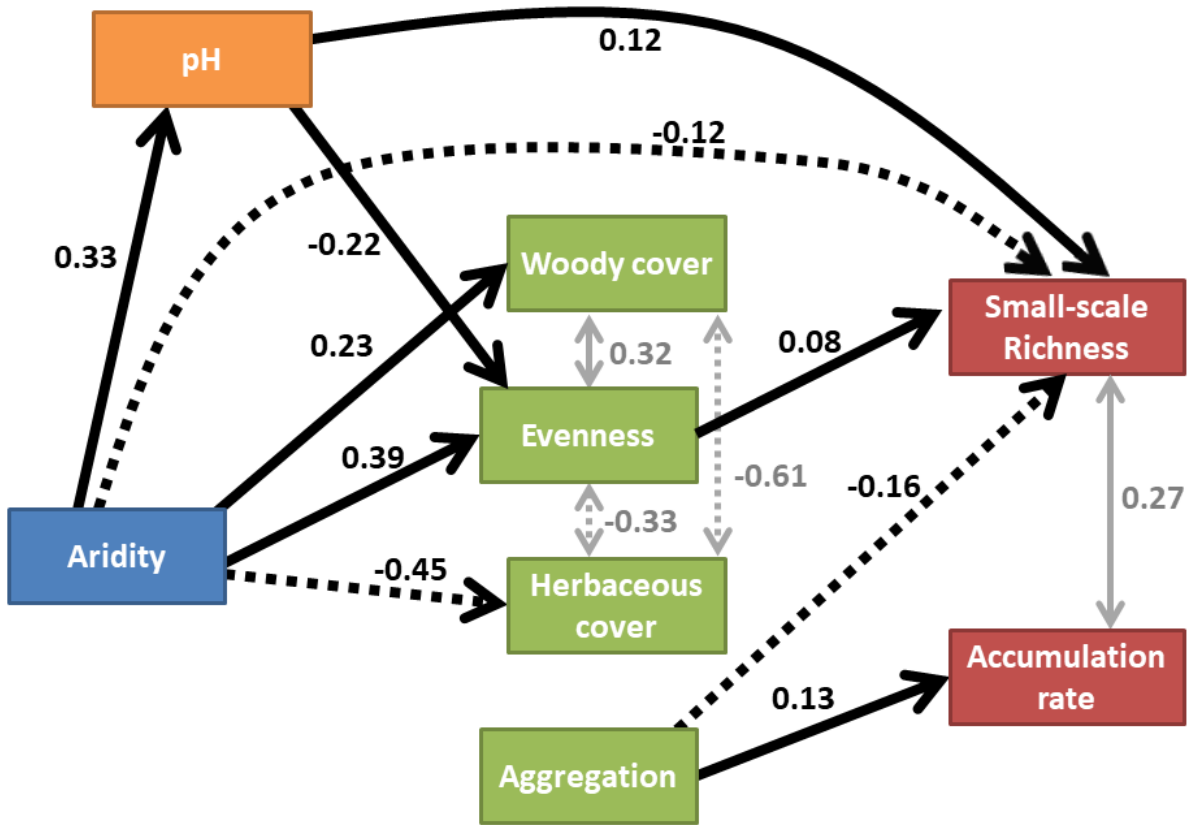 0.12
pH
-0.12
0.33
-0.22
Woody cover
Small-scale
Richness
0.23
0.32
0.08
Evenness
0.39
-0.61
-0.16
0.27
-0.33
Aridity
-0.45
Herbaceous
cover
Accumulation
rate
0.13
Aggregation